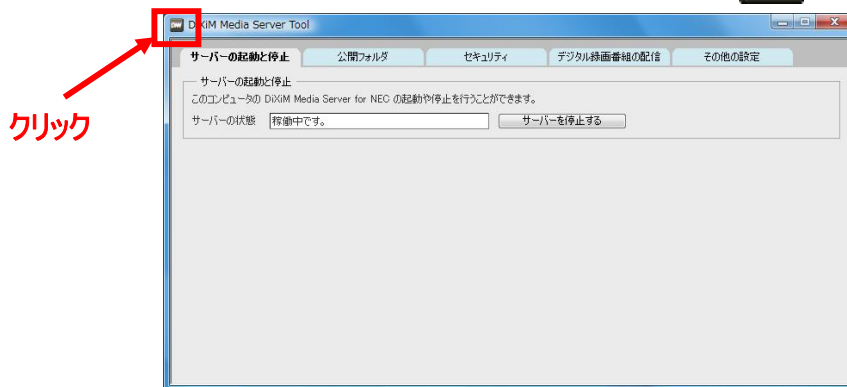 DiXiM Media Server Tool
サーバーの起動と停止 公開フォルダ セキュリティ デジタル録画番組の配信 その他の設定
サーバーの起動と停止
このコンピュータの DiXiM Media Server for NEC の起動や停止を行うことができます。
サーバーの状態 稼働中です。 サーバーを停止する
クリック